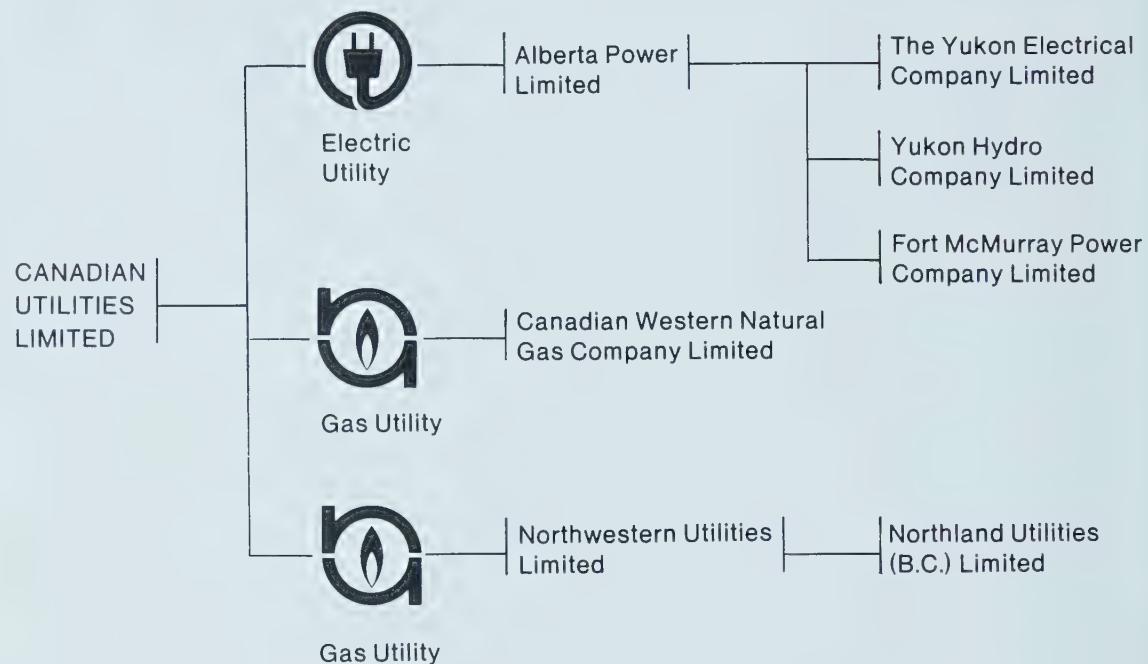 CANADIAN
UTILITIES
LIMITED
Electric
Utility
Alberta Power
Limited
The Yukon Electrical
Company Limited
Yukon Hydro
Company Limited
Fort McMurray Power
Company Limited
Gas Utility
Canadian Western Natural
Gas Company Limited
Gas Utility
Northwestern Utilities
Limited
Northland Utilities
(B.C.) Limited